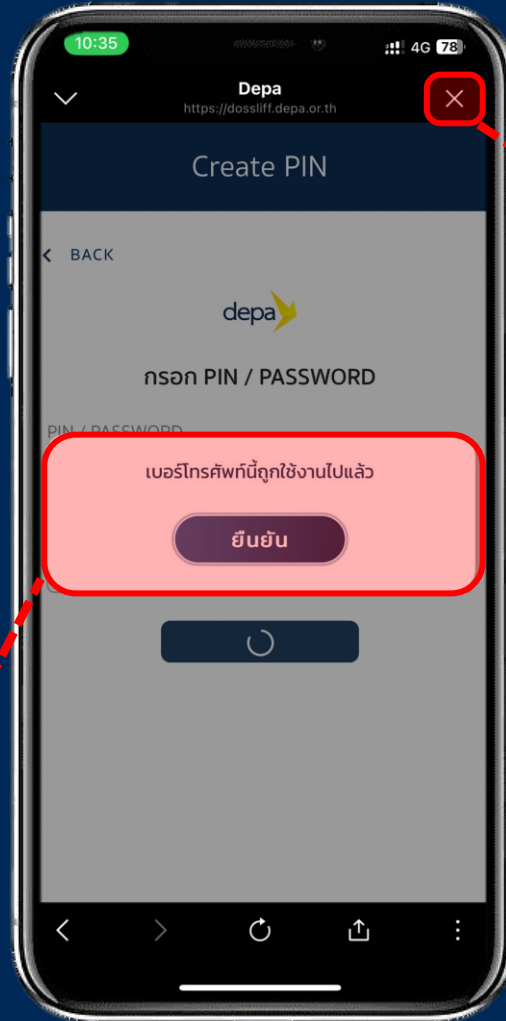 10:35
4G 78
Depa
https://dossliff.depa.or.th
Create PIN
BACK
depa
กรอก PIN / PASSWORD
PIN / PASSWORD
เบอร์โทรศัพท์นี้ถูกใช้งานไปแล้ว
ยืนยัน